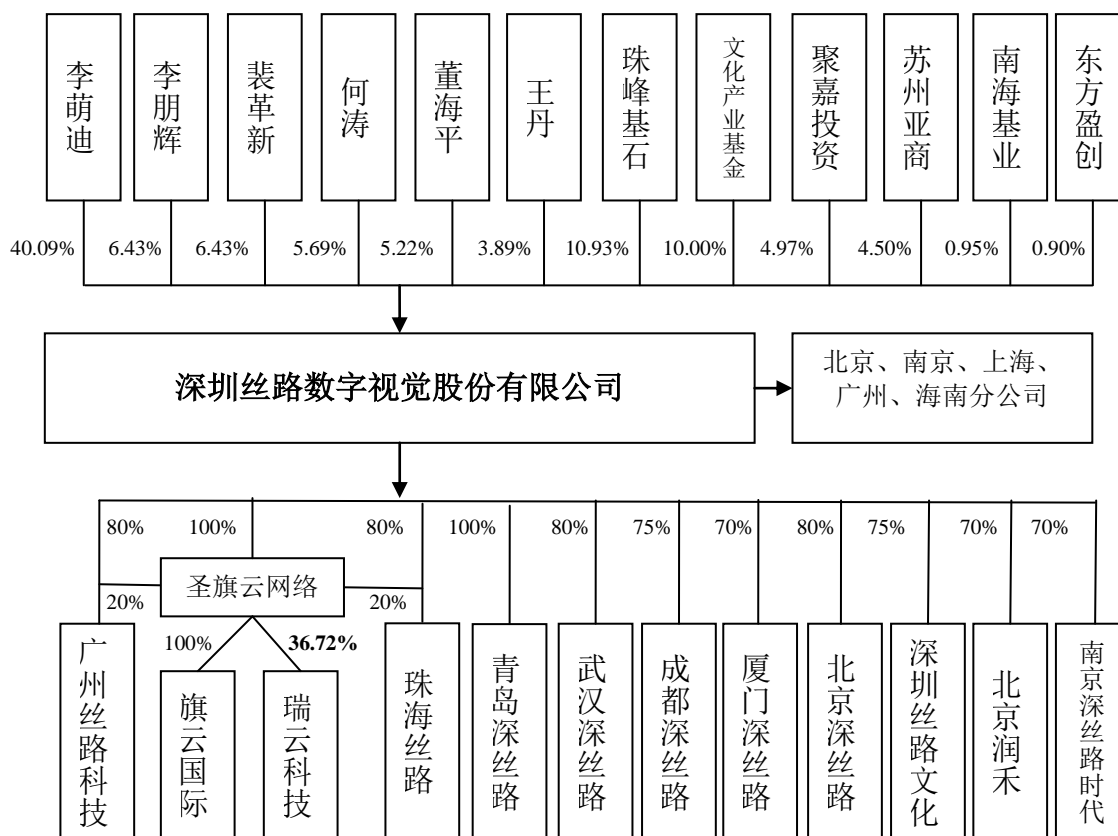 李萌迪
李朋辉
裴革新
何涛
董海平
王丹
珠峰基石
文化产业基金
聚嘉投资
苏州亚商
南海基业
东方盈创
40.09%
6.43%
6.43%
5.69%
5.22%
3.89%
10.93%
10.00%
4.97%
4.50%
0.95%
0.90%
深圳丝路数字视觉股份有限公司
北京、南京、上海、
广州、海南分公司
80%
100%
80%
100%
80%
75%
70%
80%
75%
70%
70%
圣旗云网络
20%
20%
100%
36.72%
广州丝路科技
旗云国际
瑞云科技
珠海丝路
青岛深丝路
武汉深丝路
成都深丝路
厦门深丝路
北京深丝路
深圳丝路文化
北京润禾
南京深丝路时代